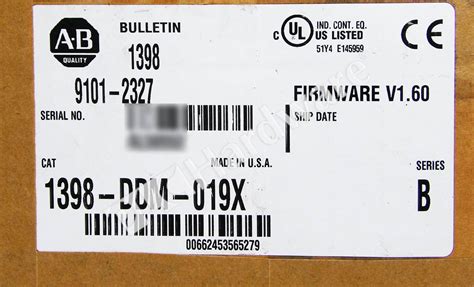 A-B
QUALITY
BULLETIN
1398
9101-2327
SERIAL NO.
UL
IND. CONT. EQ.
US LISTED
51Y4 E145959
CE
FIRMWARE V1.60
SHIP DATE
CAT
MADE IN U.S.A.
SERIES
1398-DDM-019X
B
00662453565279